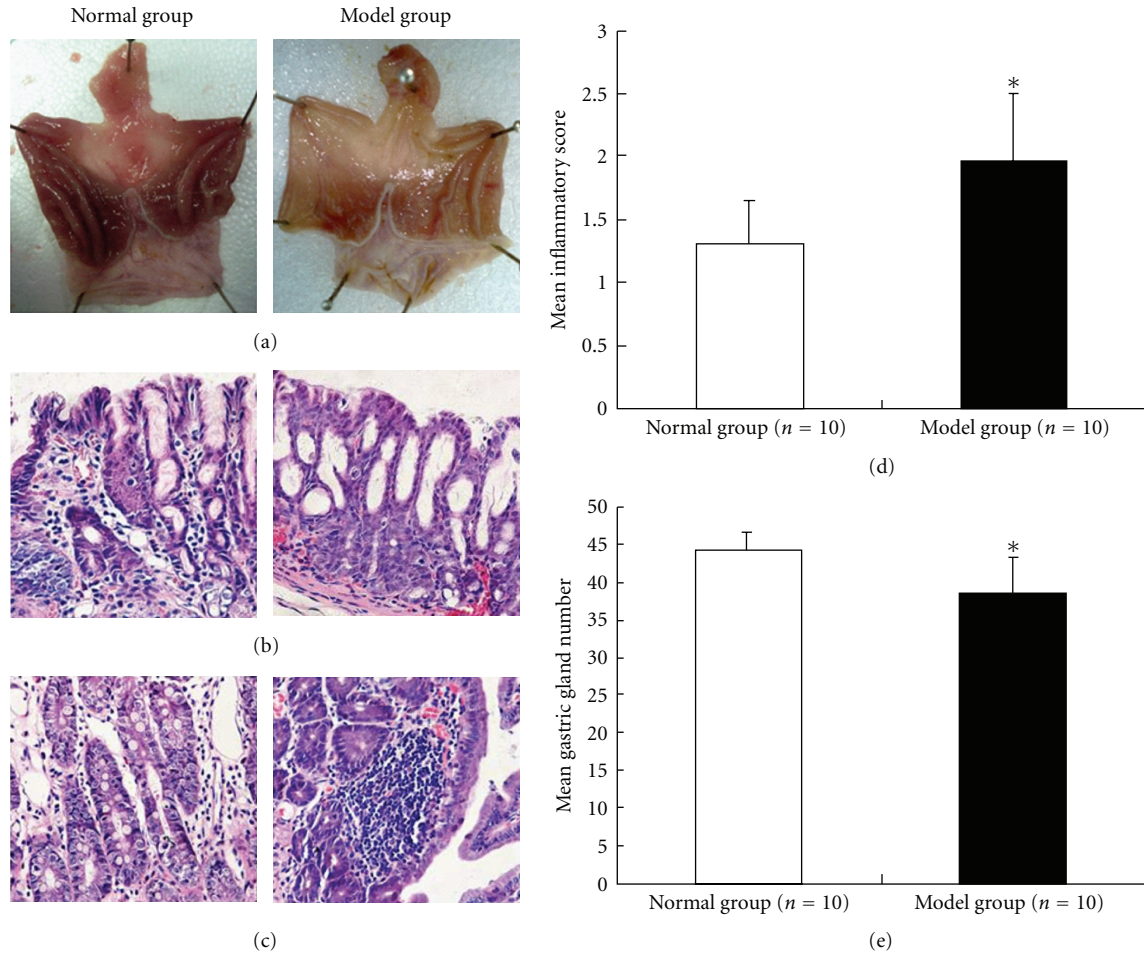 Normal group
Model group
(a)
(b)
(c)
Mean inflammatory score
3
2.5
2
1.5
1
0.5
0
*
Normal group (n = 10)
Model group (n = 10)
(d)
Mean gastric gland number
50
45
40
35
30
25
20
15
10
5
0
*
Normal group (n = 10)
Model group (n = 10)
(e)